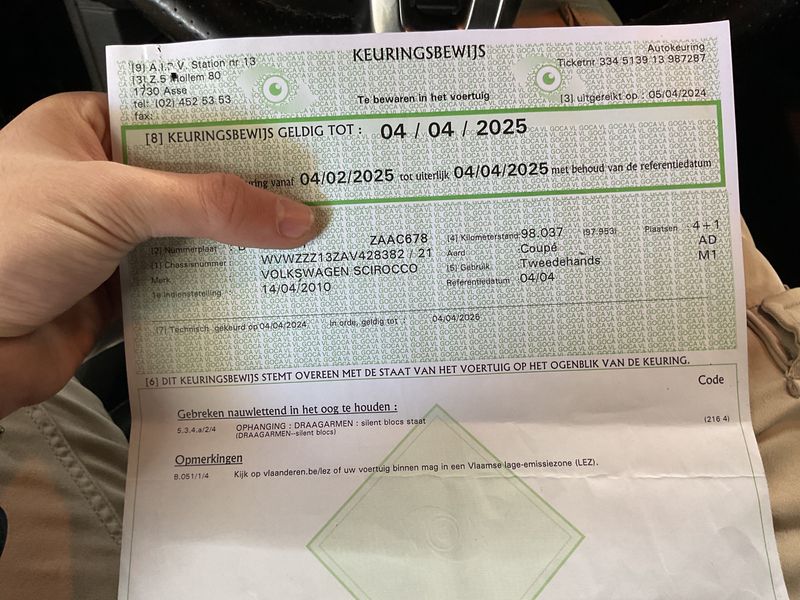 KEURINGSBEWIJS
[9] A.I.B.V. Station nr 13
[3] Z.5 Mollem 80
1730 Asse
tel: (02) 452 53 53
fax:
Autokeuring
Ticketnr 334 5139 13 987287
Te bewaren in het voertuig
[3] uitgereikt op : 05/04/2024
[8] KEURINGSBEWIJS GELDIG TOT : 04 / 04 / 2025
vanaf 04/02/2025 tot uiterlijk 04/04/2025 met behoud van de referentiedatum
[2] Nummerplaat ZAAC678
[1] Chassisnummer WVWZZZ13ZAV428382 / 21
Merk VOLKSWAGEN SCIROCCO
1e Indienststelling 14/04/2010
[4] Kilometerstand 98.037 (97.953) Plaatsen 4+1
Aard Coupé AD
[5] Gebruik Tweedehands M1
Referentiedatum 04/04
[7] Technisch gekeurd op 04/04/2024 In orde, geldig tot : 04/04/2025
[6] DIT KEURINGSBEWIJS STEMT OVEREEN MET DE STAAT VAN HET VOERTUIG OP HET OGENBLIK VAN DE KEURING.
Code
Gebreken nauwlettend in het oog te houden :
5.3.4.a/2/4 OPHANGING : DRAAGARMEN : silent blocs staat (216 4)
(DRAAGARMEN--silent blocs)
Opmerkingen
B.051/1/4 Kijk op vlaanderen.be/lez of uw voertuig binnen mag in een Vlaamse lage-emissiezone (LEZ).